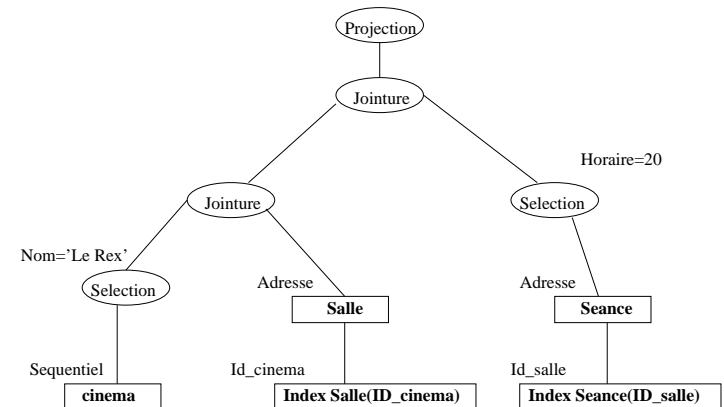 Projection
Jointure
Horaire=20
Jointure
Selection
Nom='Le Rex'
Selection
Adresse
Adresse
Salle
Seance
Sequentiel
Id_cinema
Id_salle
cinema
Index Salle(ID_cinema)
Index Seance(ID_salle)